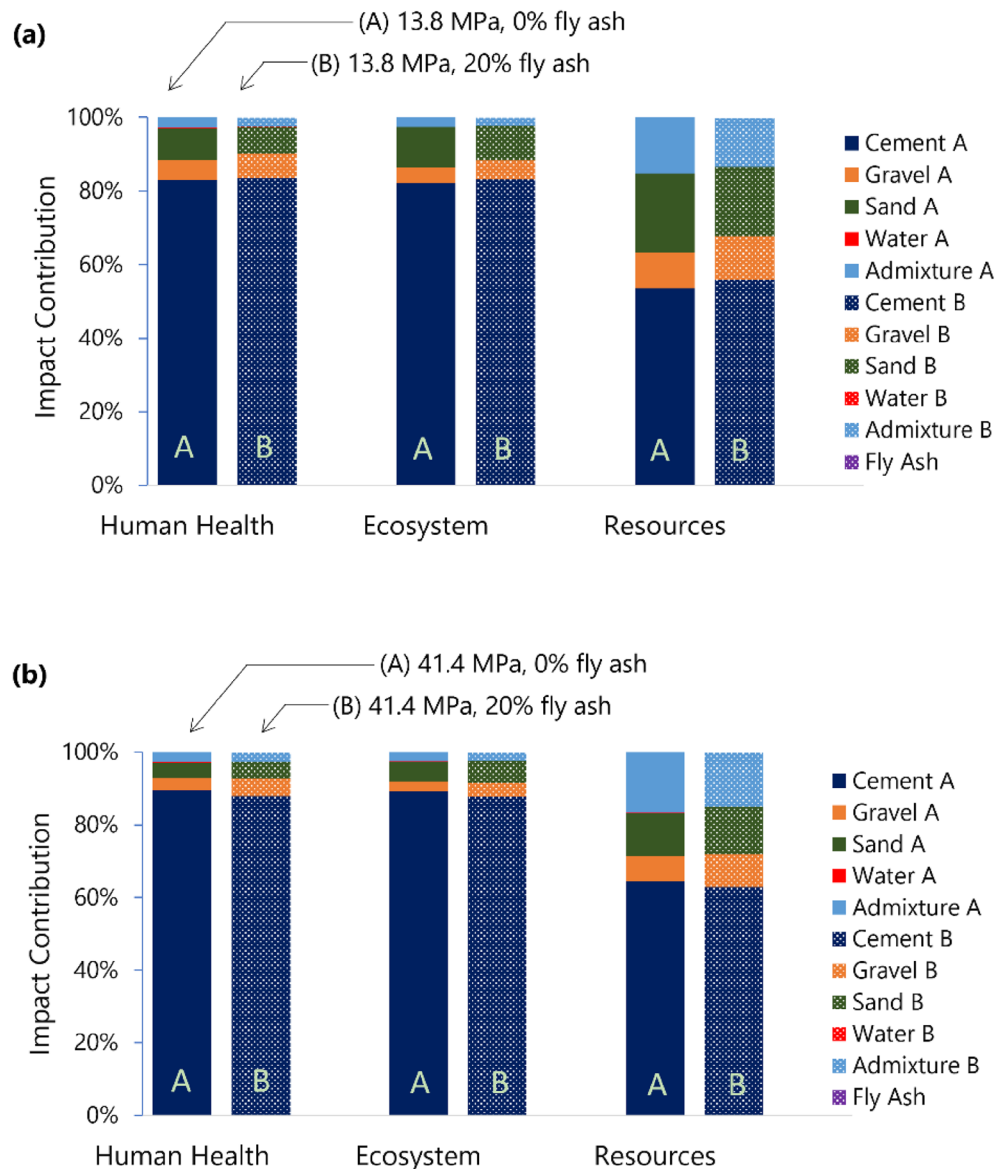 (a)
(A) 13.8 MPa, 0% fly ash
(B) 13.8 MPa, 20% fly ash
Impact Contribution
100%
80%
60%
40%
20%
0%
A
B
A
B
A
B
Human Health
Ecosystem
Resources
Cement A
Gravel A
Sand A
Water A
Admixture A
Cement B
Gravel B
Sand B
Water B
Admixture B
Fly Ash
(b)
(A) 41.4 MPa, 0% fly ash
(B) 41.4 MPa, 20% fly ash
Impact Contribution
100%
80%
60%
40%
20%
0%
A
B
A
B
A
B
Human Health
Ecosystem
Resources
Cement A
Gravel A
Sand A
Water A
Admixture A
Cement B
Gravel B
Sand B
Water B
Admixture B
Fly Ash